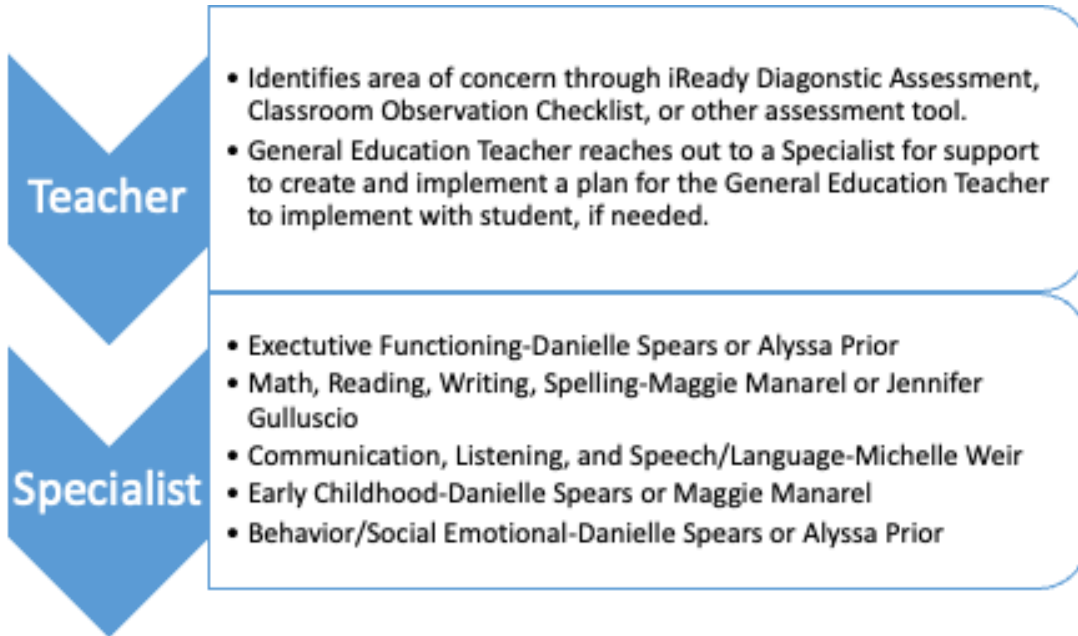 Teacher
• Identifies area of concern through iReady Diagonstic Assessment,
Classroom Observation Checklist, or other assessment tool.
• General Education Teacher reaches out to a Specialist for support
to create and implement a plan for the General Education Teacher
to implement with student, if needed.
Specialist
• Exectutive Functioning-Danielle Spears or Alyssa Prior
• Math, Reading, Writing, Spelling-Maggie Manarel or Jennifer
Gulluscio
• Communication, Listening, and Speech/Language-Michelle Weir
• Early Childhood-Danielle Spears or Maggie Manarel
• Behavior/Social Emotional-Danielle Spears or Alyssa Prior